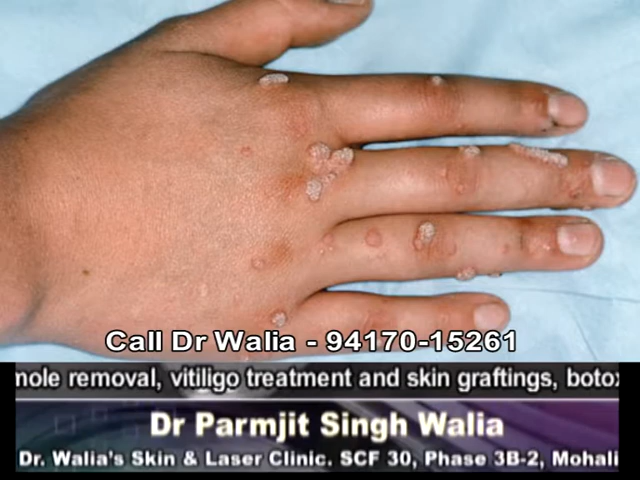 Call Dr Walia - 94170-15261
mole removal, vitiligo treatment and skin graftings, botox
Dr Parmjit Singh Walia
Dr. Walia's Skin & Laser Clinic. SCF 30, Phase 3B-2, Mohali